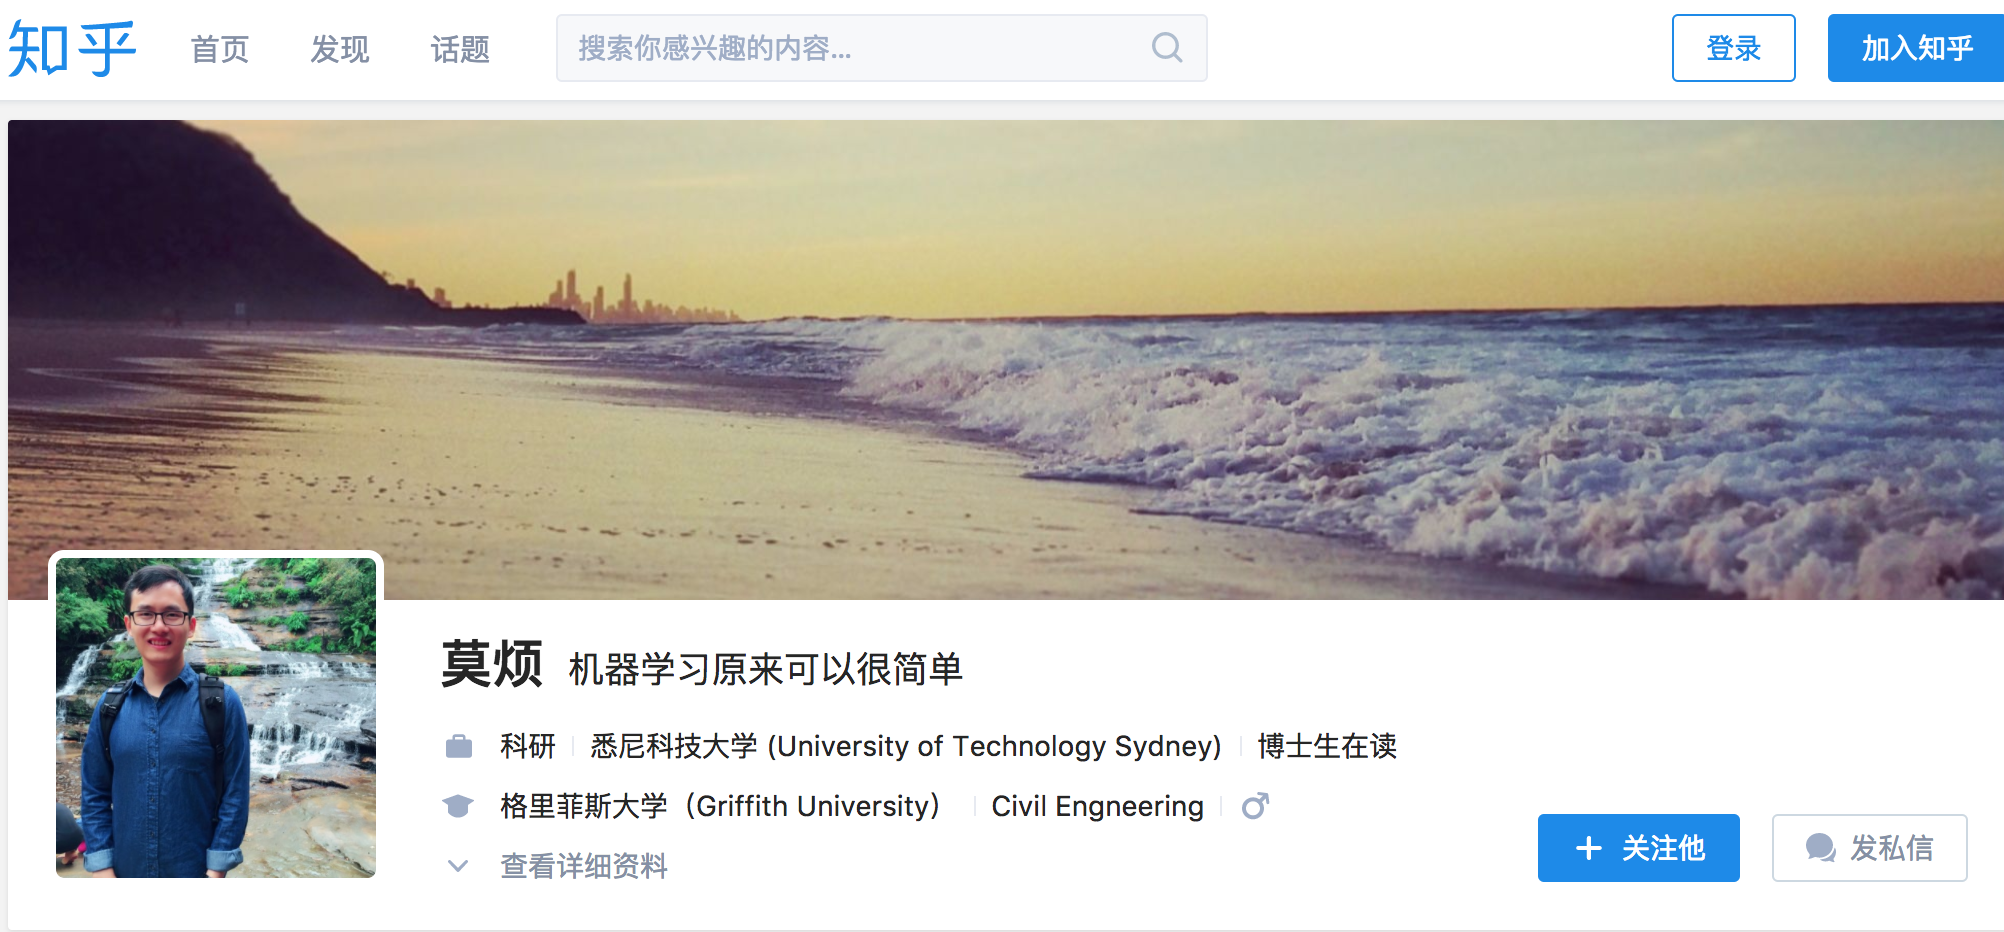 知乎 首页 发现 话题 搜索你感兴趣的内容... 登录 加入知乎
莫烦 机器学习原来可以很简单
科研 悉尼科技大学 (University of Technology Sydney) 博士生在读
格里菲斯大学（Griffith University） Civil Engneering
查看详细资料
+ 关注他 发私信